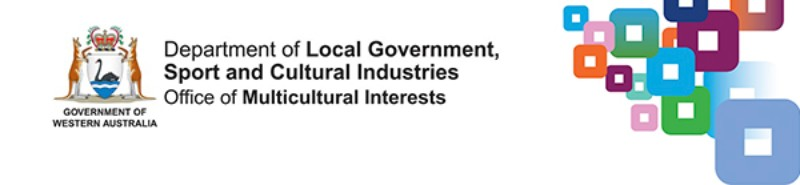 Department of Local Government,
Sport and Cultural Industries
Office of Multicultural Interests
GOVERNMENT OF
WESTERN AUSTRALIA